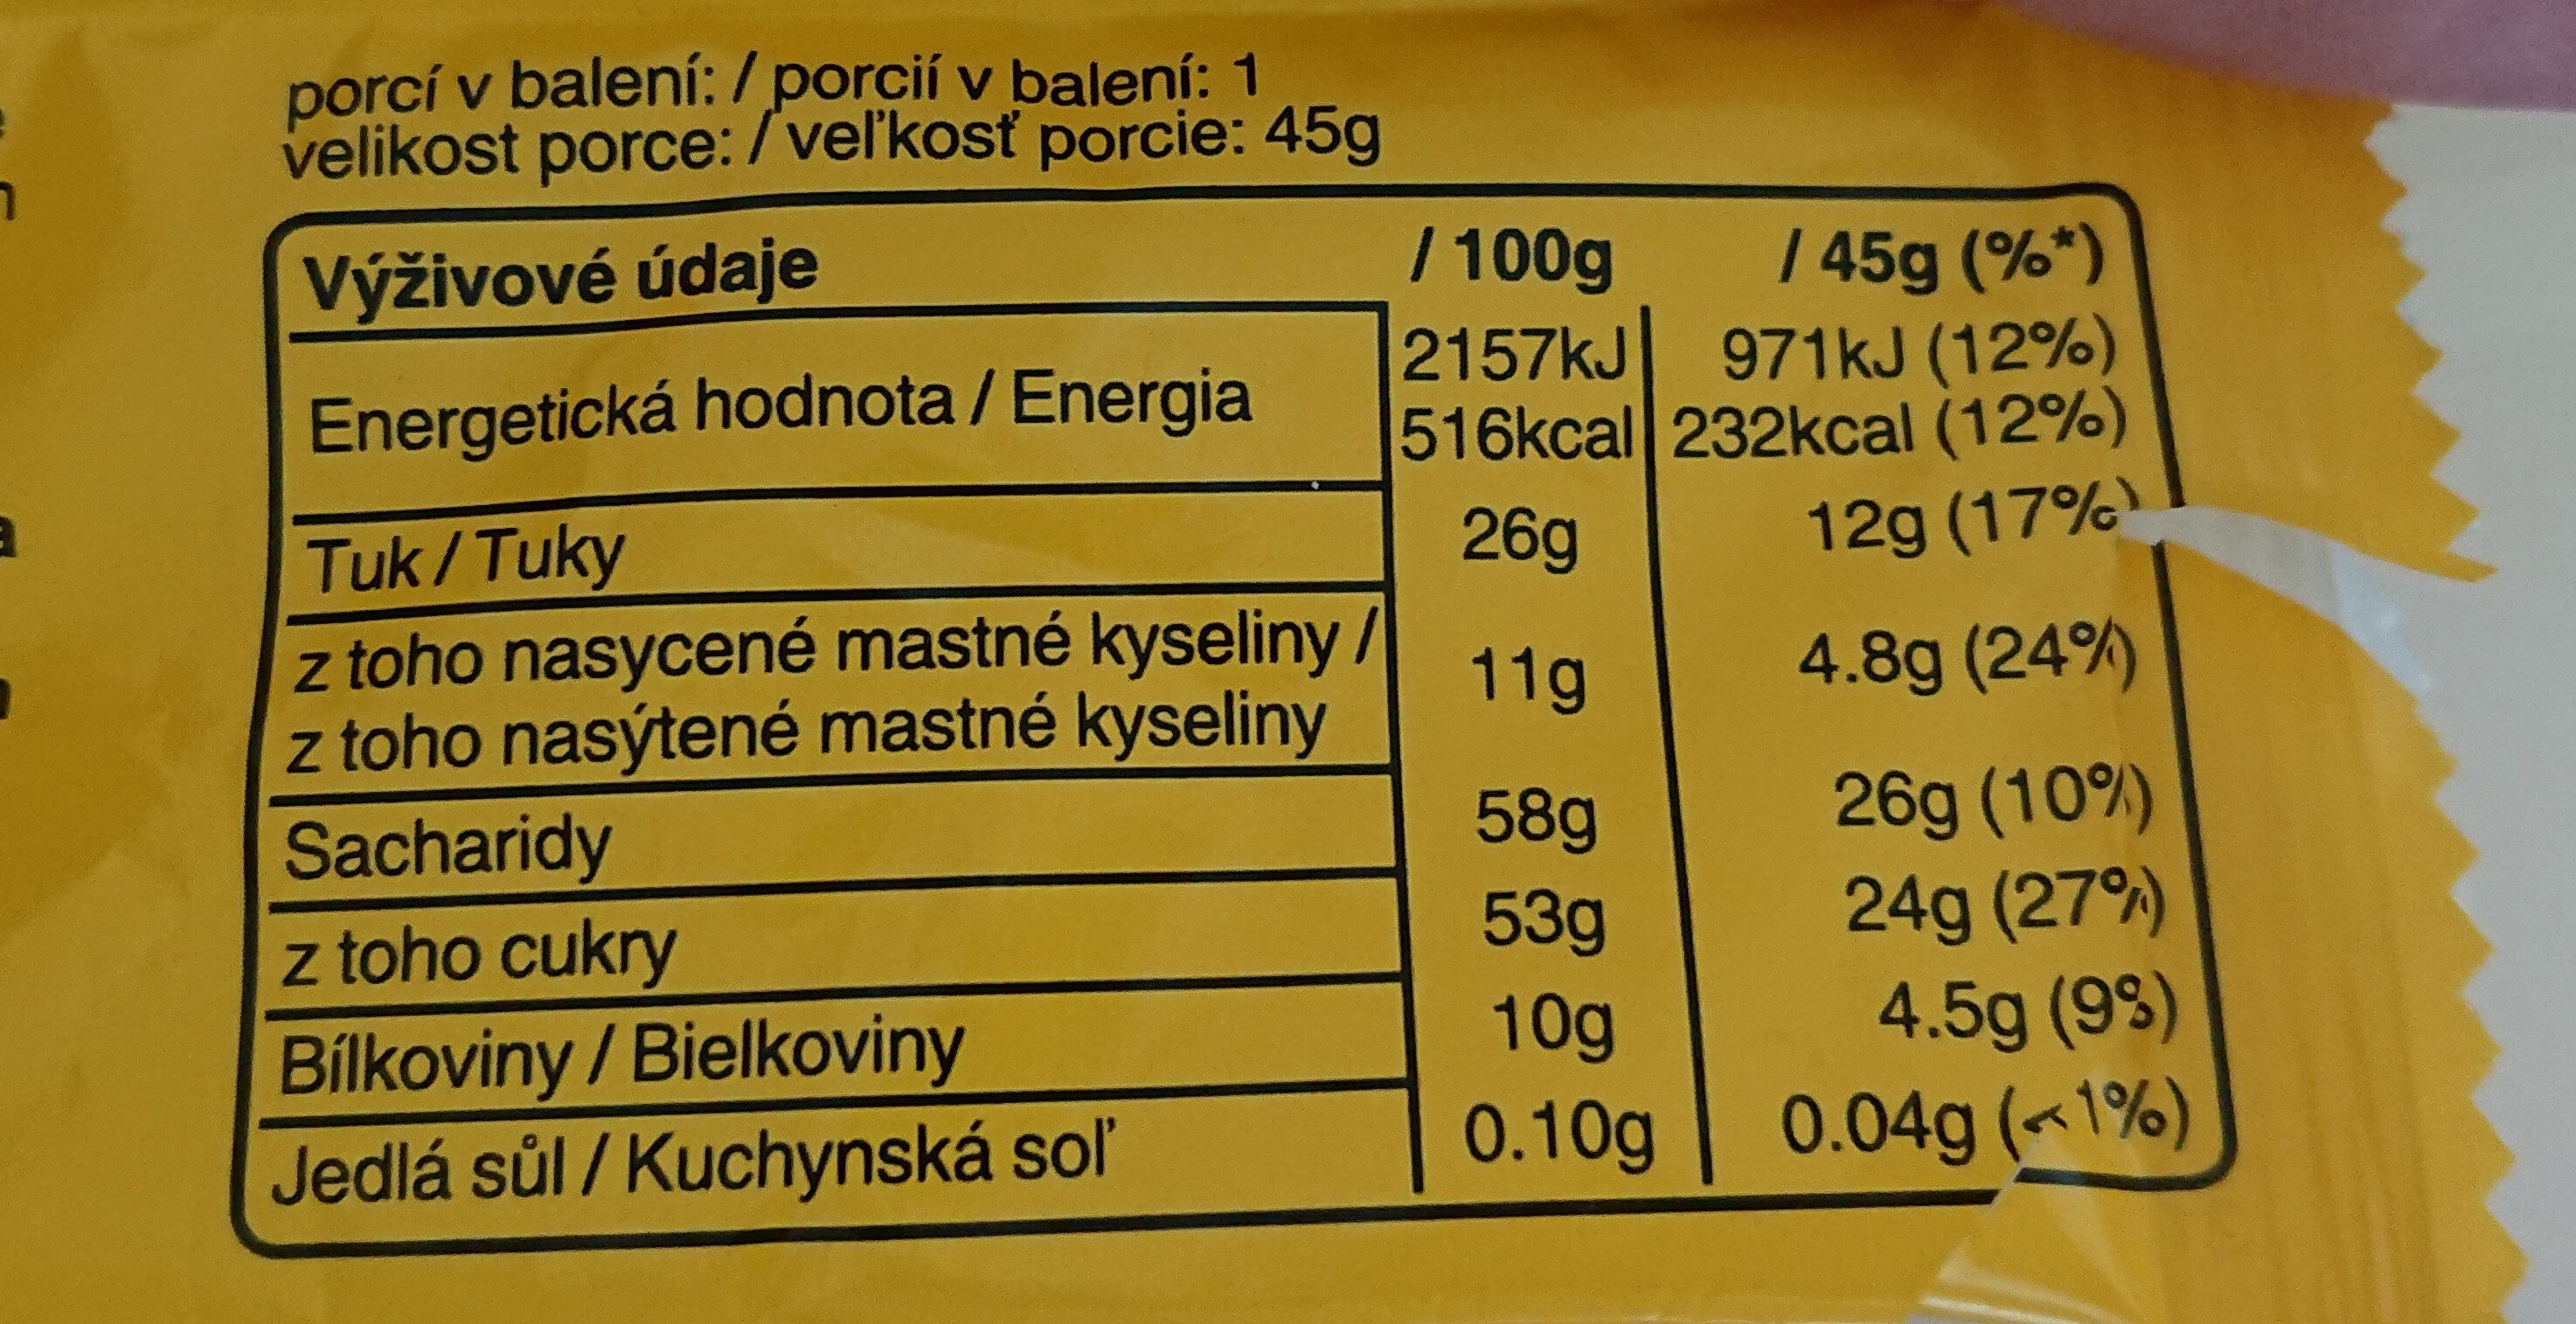 porcí v balení: / porcií v balení: 1
velikost porce: / veľkosť porcie: 45g
Výživové údaje / 100g / 45g (%*)
Energetická hodnota / Energia 2157kJ 971kJ (12%)
516kcal 232kcal (12%)
Tuk / Tuky 26g 12g (17%)
z toho nasycené mastné kyseliny /
z toho nasýtené mastné kyseliny 11g 4.8g (24%)
Sacharidy 58g 26g (10%)
z toho cukry 53g 24g (27%)
Bílkoviny / Bielkoviny 10g 4.5g (9%)
Jedlá sůl / Kuchynská soľ 0.10g 0.04g (<1%)